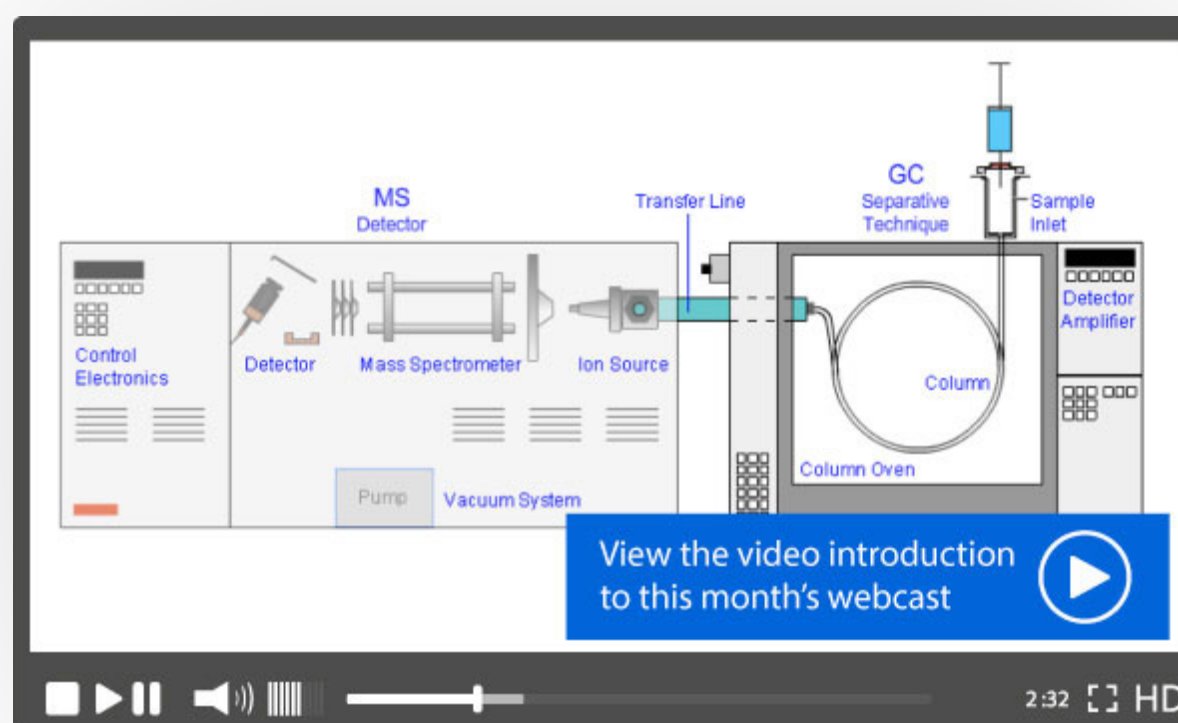 MS
Detector
Transfer Line
GC
Separative
Technique
Sample
Inlet
Control
Electronics
Detector
Mass Spectrometer
Ion Source
Column
Detector
Amplifier
Column Oven
Pump
Vacuum System
View the video introduction
to this month's webcast
2:32
HD